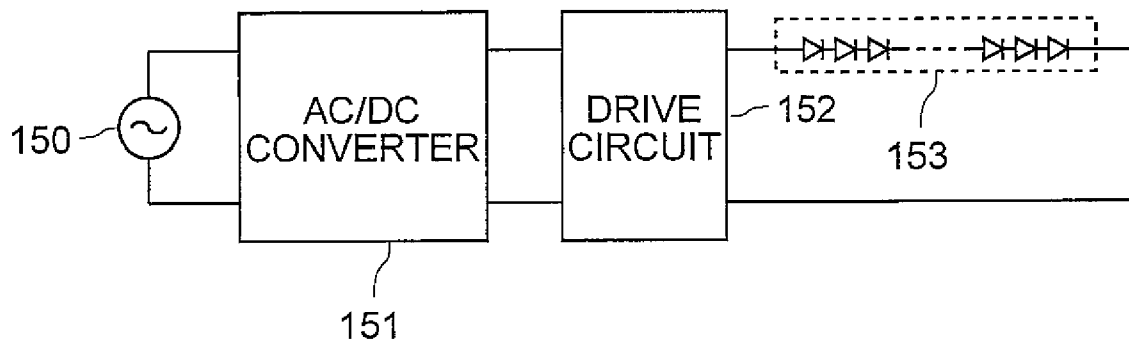 150
AC/DC
CONVERTER
151
DRIVE
CIRCUIT
152
153